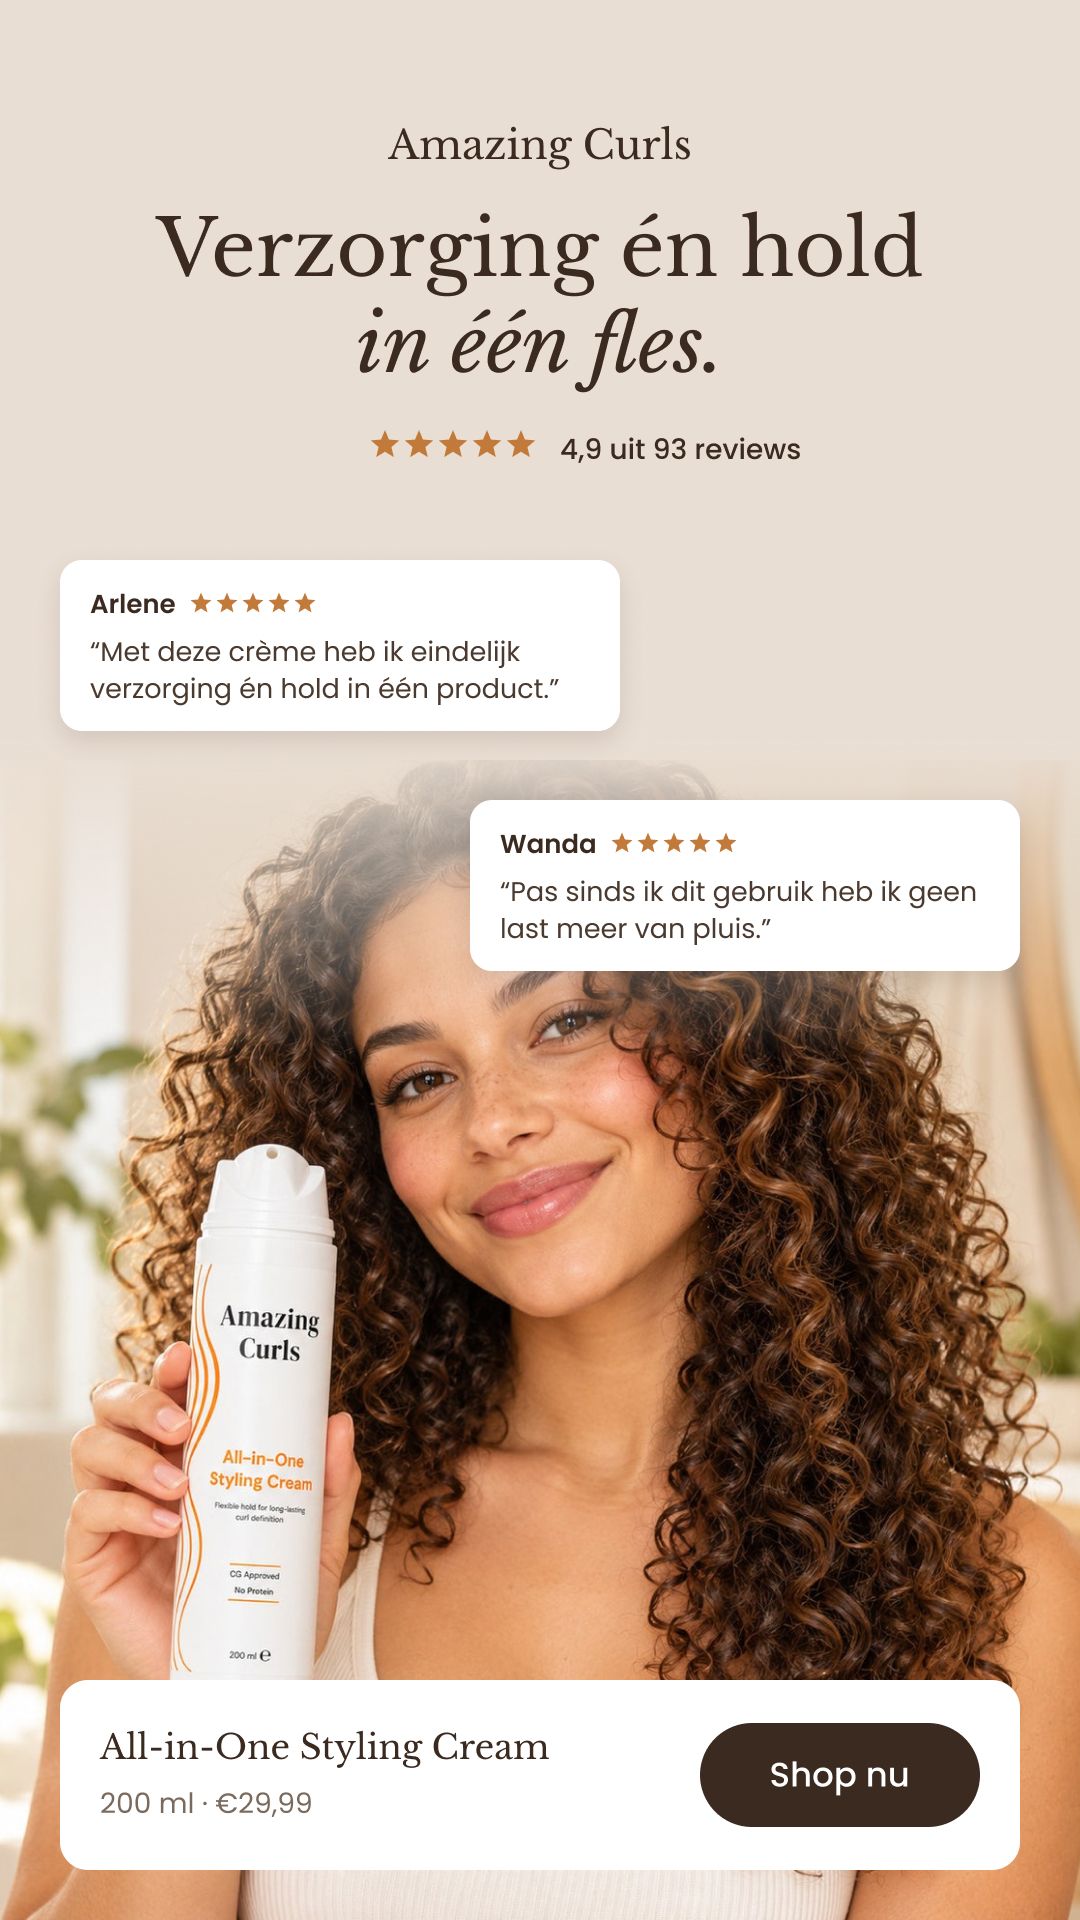 Amazing Curls
Verzorging én hold
in één fles.
4,9 uit 93 reviews
Arlene
“Met deze crème heb ik eindelijk
verzorging én hold in één product.”
Wanda
“Pas sinds ik dit gebruik heb ik geen
last meer van pluis.”
Amazing
Curls
All-in-One
Styling Cream
Flexible hold for long-lasting
curl definition
CG Approved
No Protein
200 ml ℮
All-in-One Styling Cream
200 ml · €29,99
Shop nu